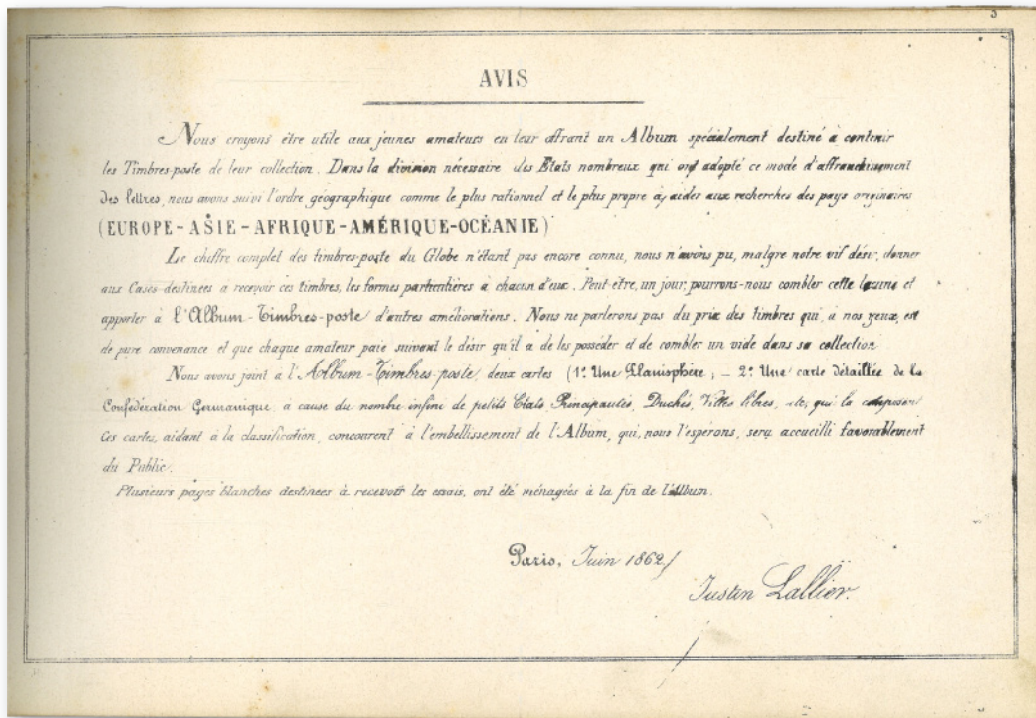 3
AVIS
Nous croyons être utile aux jeunes amateurs en leur offrant un Album spécialement destiné à contenir
les Timbres-poste de leur collection. Dans la division nécessaire des Etats nombreux qui ont adopté ce mode d'affranchissement
des lettres, nous avons suivi l'ordre géographique comme le plus rationnel et le plus propre à aider aux recherches des pays originaires
(EUROPE-ASIE-AFRIQUE-AMÉRIQUE-OCÉANIE)
Le chiffre complet des timbres-poste du Globe n'étant pas encore connu, nous n'avons pu, malgre notre vif désir, donner
aux Cases destinées a recevoir ces timbres, les formes particulières à chacun d'eux. Peut-être, un jour, pourrons-nous combler cette lacune et
apporter à l'Album-Timbres-poste d'autres améliorations. Nous ne parlerons pas du prix des timbres qui, à nos yeux, est
de pure convenance et que chaque amateur paie suivant le désir qu'il a de les posséder et de combler un vide dans sa collection
Nous avons joint a l'Album-Timbres-poste, deux cartes (1º Une Planisphère; - 2º Une carte détaillée de la
Confédération Germanique, à cause du nombre infini de petits Etats, Principautés, Duchés, Villes libres, etc, qui la composent
Ces cartes, aidant à la classification, concourent à l'embellissement de l'Album, qui, nous l'espérons, sera accueilli favorablement
du Public.
Plusieurs pages blanches destinées à recevoir les essais, ont été ménagées à la fin de l'Album.
Paris, Juin 1862
Justin Lallier.